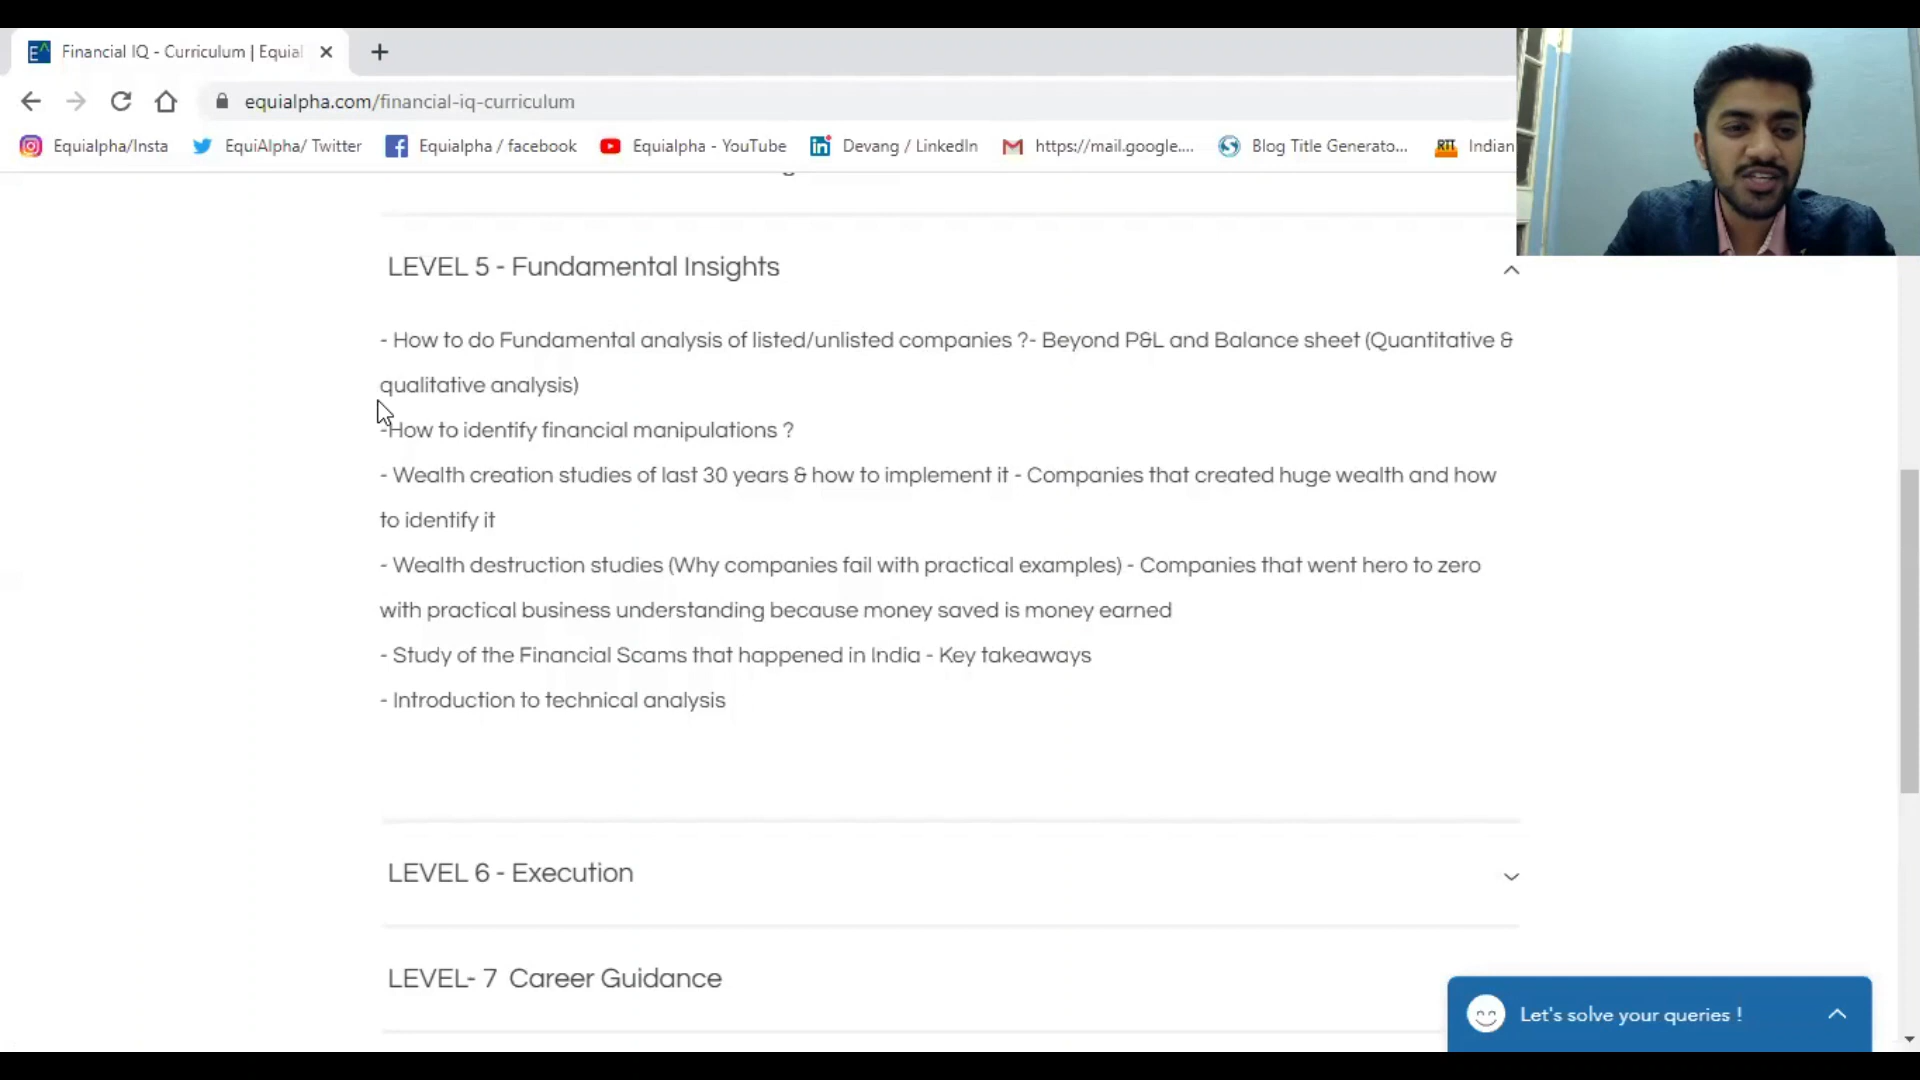 Financial IQ - Curriculum | Equial
equialpha.com/financial-iq-curriculum
Equialpha/Insta
EquiAlpha/ Twitter
Equialpha / facebook
Equialpha - YouTube
Devang / LinkedIn
https://mail.google....
Blog Title Generato...
RTI
Indian
LEVEL 5 - Fundamental Insights
- How to do Fundamental analysis of listed/unlisted companies ?- Beyond P&L and Balance sheet (Quantitative &
qualitative analysis)
-How to identify financial manipulations ?
- Wealth creation studies of last 30 years & how to implement it - Companies that created huge wealth and how
to identify it
- Wealth destruction studies (Why companies fail with practical examples) - Companies that went hero to zero
with practical business understanding because money saved is money earned
- Study of the Financial Scams that happened in India - Key takeaways
- Introduction to technical analysis
LEVEL 6 - Execution
LEVEL- 7 Career Guidance
Let's solve your queries !